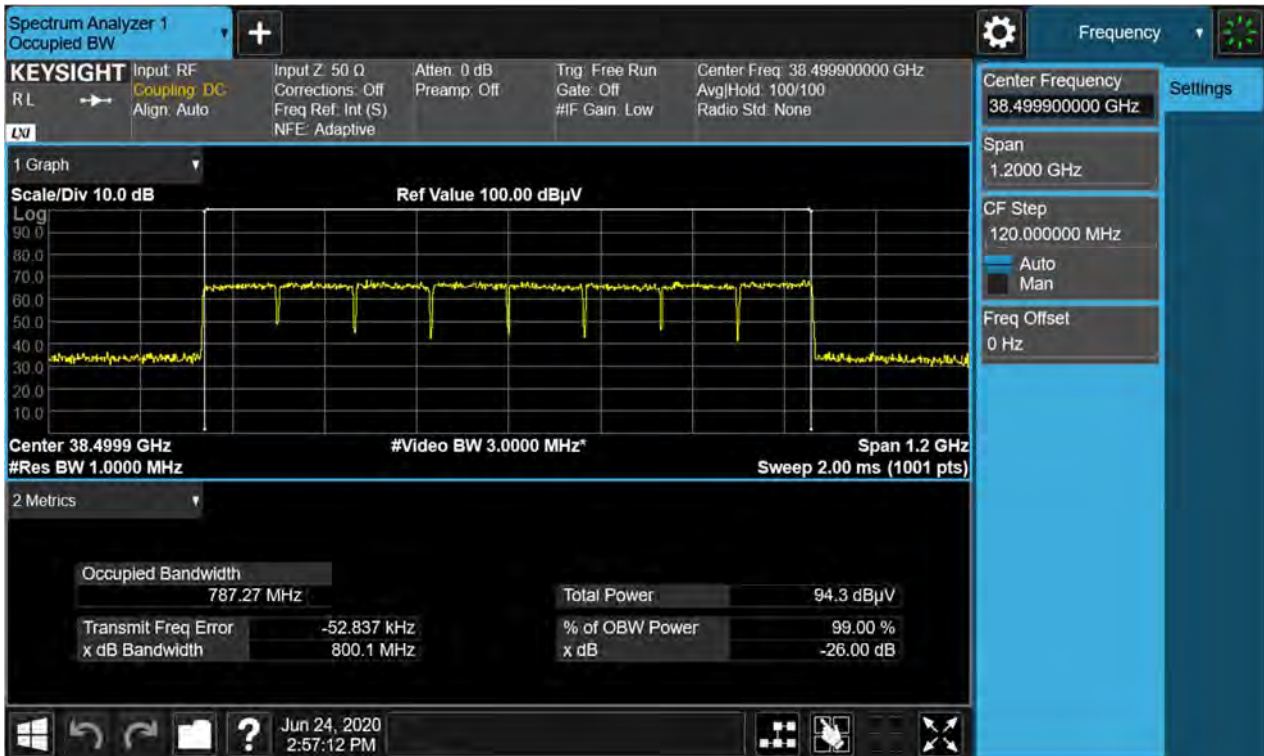 Spectrum Analyzer 1
Occupied BW
+
Frequency
KEYSIGHT
RL
LXI
Input: RF
Coupling: DC
Align: Auto
Input Z: 50 Ω
Corrections: Off
Freq Ref: Int (S)
NFE: Adaptive
Atten: 0 dB
Preamp: Off
Trig: Free Run
Gate: Off
#IF Gain: Low
Center Freq: 38.499900000 GHz
Avg|Hold: 100/100
Radio Std: None
Center Frequency
38.499900000 GHz
Settings
Span
1.2000 GHz
CF Step
120.000000 MHz
Auto
Man
Freq Offset
0 Hz
1 Graph
Scale/Div 10.0 dB
Ref Value 100.00 dBµV
Log
90.0
80.0
70.0
60.0
50.0
40.0
30.0
20.0
10.0
Center 38.4999 GHz
#Video BW 3.0000 MHz*
Span 1.2 GHz
#Res BW 1.0000 MHz
Sweep 2.00 ms (1001 pts)
2 Metrics
Occupied Bandwidth
787.27 MHz
Total Power 94.3 dBµV
Transmit Freq Error -52.837 kHz
% of OBW Power 99.00 %
x dB Bandwidth 800.1 MHz
x dB -26.00 dB
?
Jun 24, 2020
2:57:12 PM